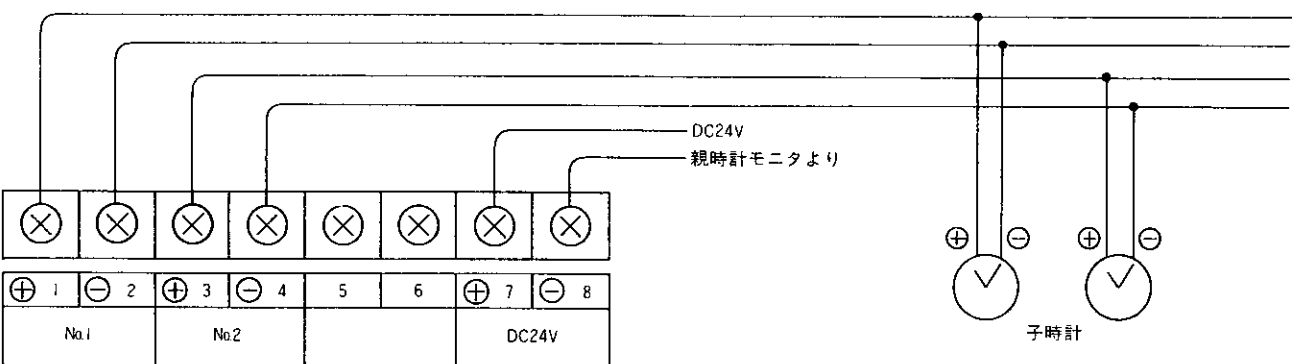 DC24V
親時計モニタより
⊕ ⊖ ⊕ ⊖
⊕ 1 ⊖ 2 ⊕ 3 ⊖ 4 5 6 ⊕ 7 ⊖ 8
No.1 No.2 DC24V
子時計